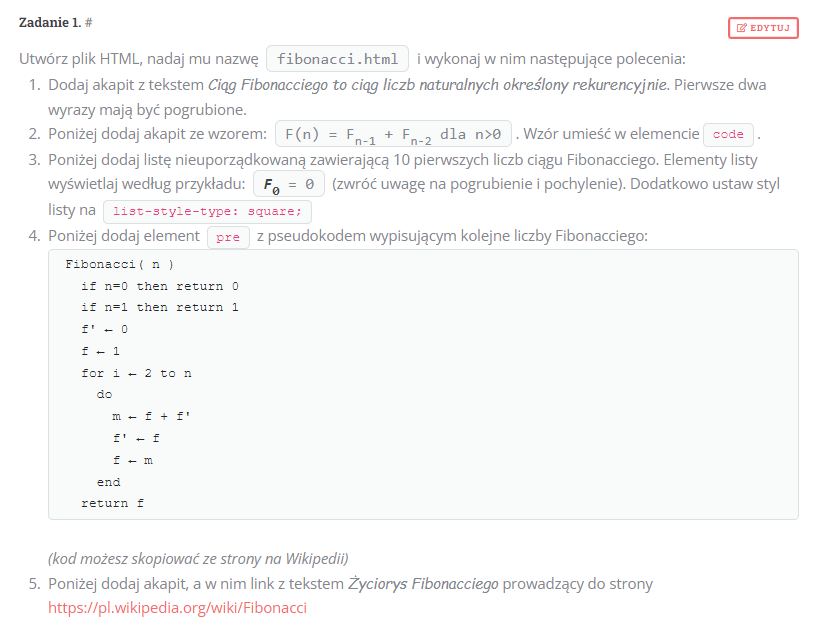 Zadanie 1. #
EDYTUJ
Utwórz plik HTML, nadaj mu nazwę fibonacci.html i wykonaj w nim następujące polecenia:
1. Dodaj akapit z tekstem Ciąg Fibonacciego to ciąg liczb naturalnych określony rekurencyjnie. Pierwsze dwa
wyrazy mają być pogrubione.
2. Poniżej dodaj akapit ze wzorem: F(n) = Fn-1 + Fn-2 dla n>0 . Wzór umieść w elemencie code .
3. Poniżej dodaj listę nieuporządkowaną zawierającą 10 pierwszych liczb ciągu Fibonacciego. Elementy listy
wyświetlaj według przykładu: F0 = 0 (zwróć uwagę na pogrubienie i pochylenie). Dodatkowo ustaw styl
listy na list-style-type: square;
4. Poniżej dodaj element pre z pseudokodem wypisującym kolejne liczby Fibonacciego:
Fibonacci( n )
if n=0 then return 0
if n=1 then return 1
f' ← 0
f ← 1
for i ← 2 to n
do
m ← f + f'
f' ← f
f ← m
end
return f
(kod możesz skopiować ze strony na Wikipedii)
5. Poniżej dodaj akapit, a w nim link z tekstem Życiorys Fibonacciego prowadzący do strony
https://pl.wikipedia.org/wiki/Fibonacci